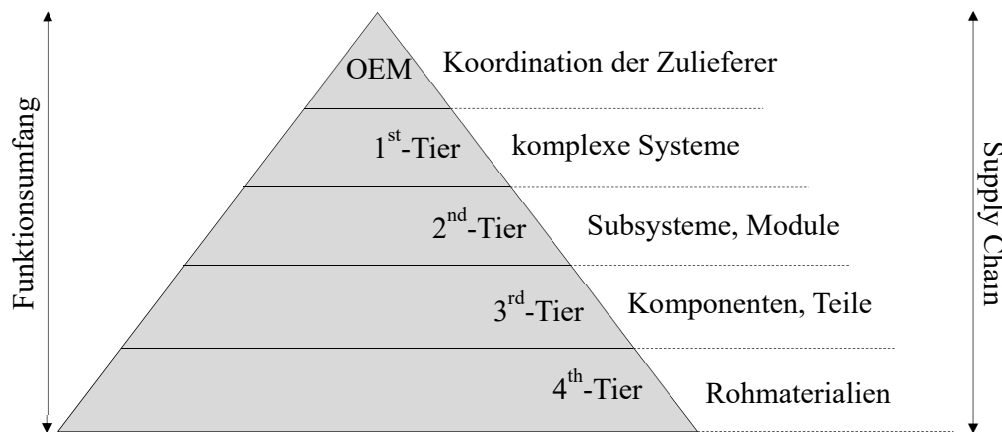 Funktionsumfang
OEM
Koordination der Zulieferer
1st-Tier
komplexe Systeme
2nd-Tier
Subsysteme, Module
3rd-Tier
Komponenten, Teile
4th-Tier
Rohmaterialien
Supply Chain